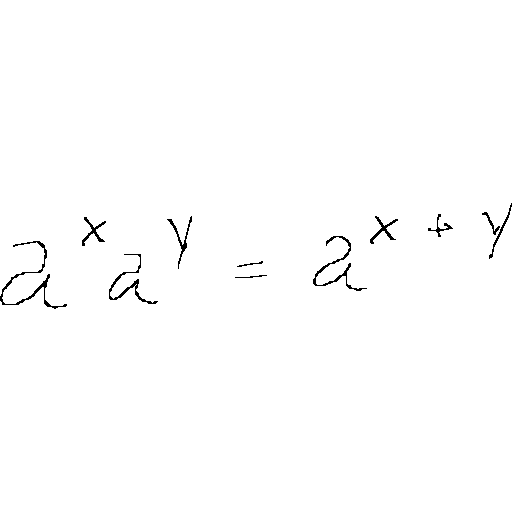 a^x a^y = a^{x + y}